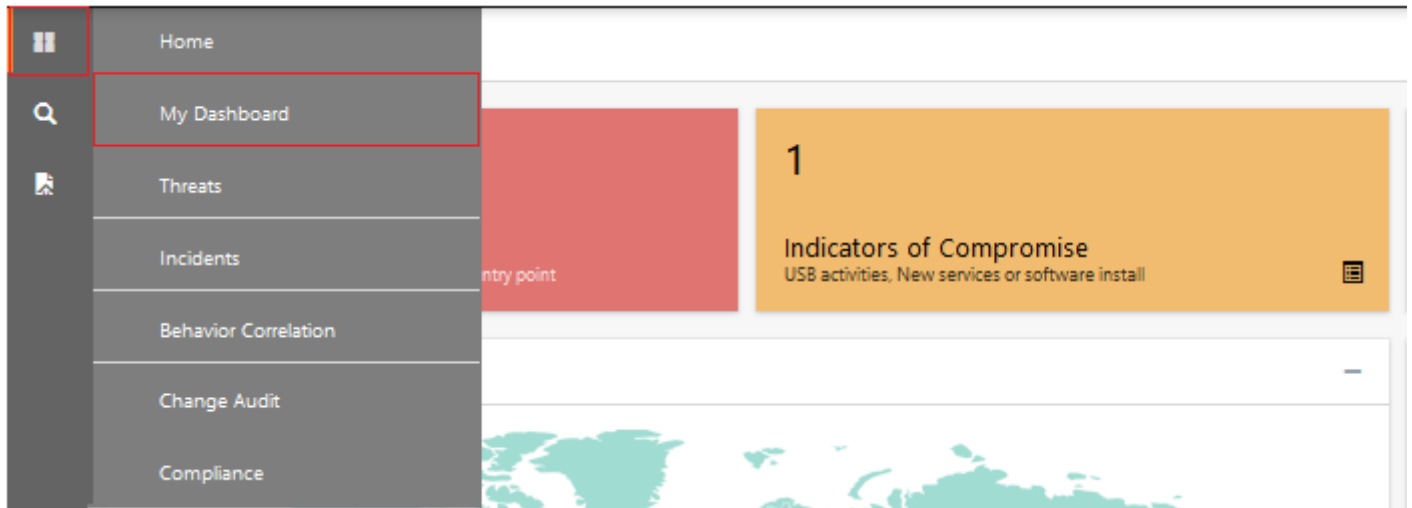 Home
My Dashboard
Threats
Incidents
Behavior Correlation
Change Audit
Compliance
point
1
Indicators of Compromise
USB activities, New services or software install